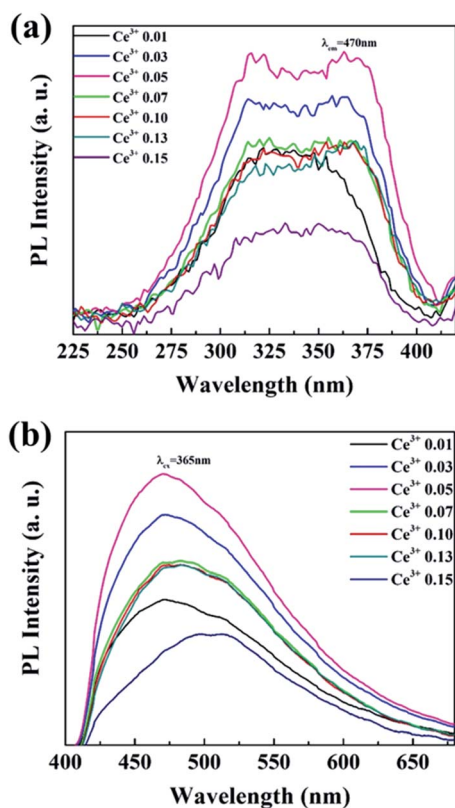 (a)
Ce³⁺ 0.01
Ce³⁺ 0.03
Ce³⁺ 0.05
Ce³⁺ 0.07
Ce³⁺ 0.10
Ce³⁺ 0.13
Ce³⁺ 0.15
λem=470nm
PL Intensity (a. u.)
225 250 275 300 325 350 375 400
Wavelength (nm)
(b)
λex=365nm
Ce³⁺ 0.01
Ce³⁺ 0.03
Ce³⁺ 0.05
Ce³⁺ 0.07
Ce³⁺ 0.10
Ce³⁺ 0.13
Ce³⁺ 0.15
PL Intensity (a. u.)
400 450 500 550 600 650
Wavelength (nm)